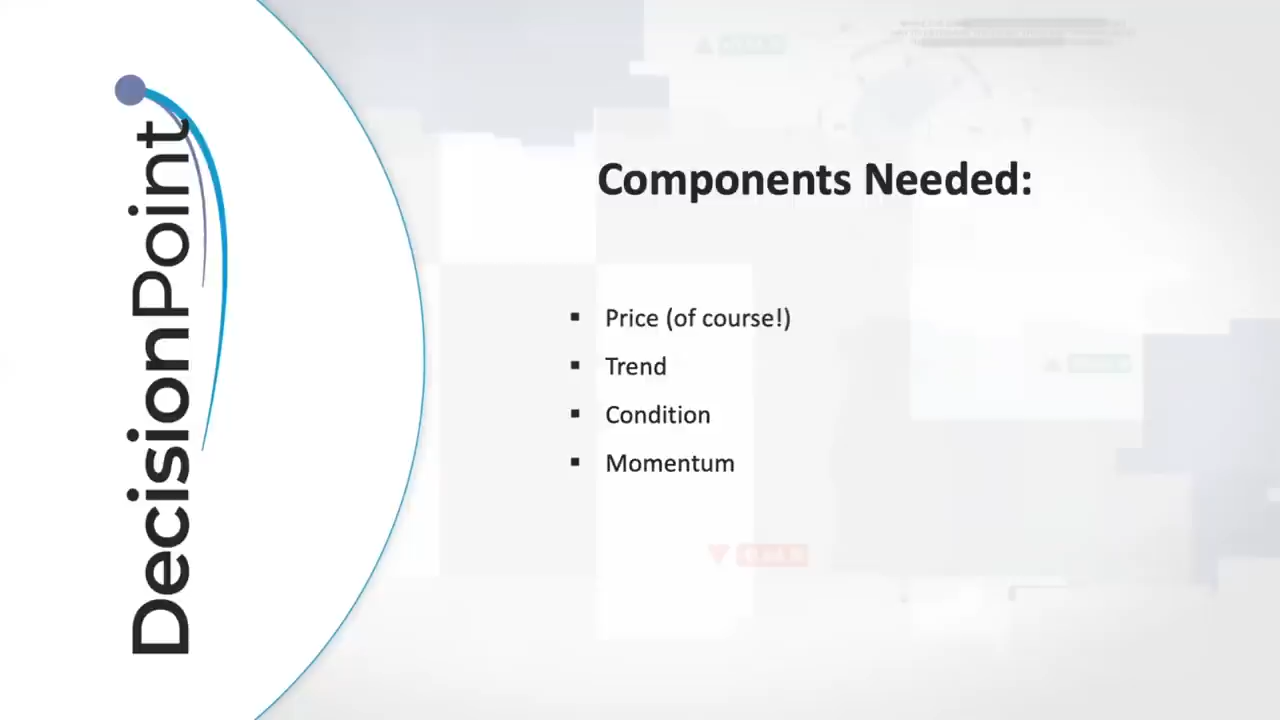 DecisionPoint
Components Needed:
▪ Price (of course!)
▪ Trend
▪ Condition
▪ Momentum